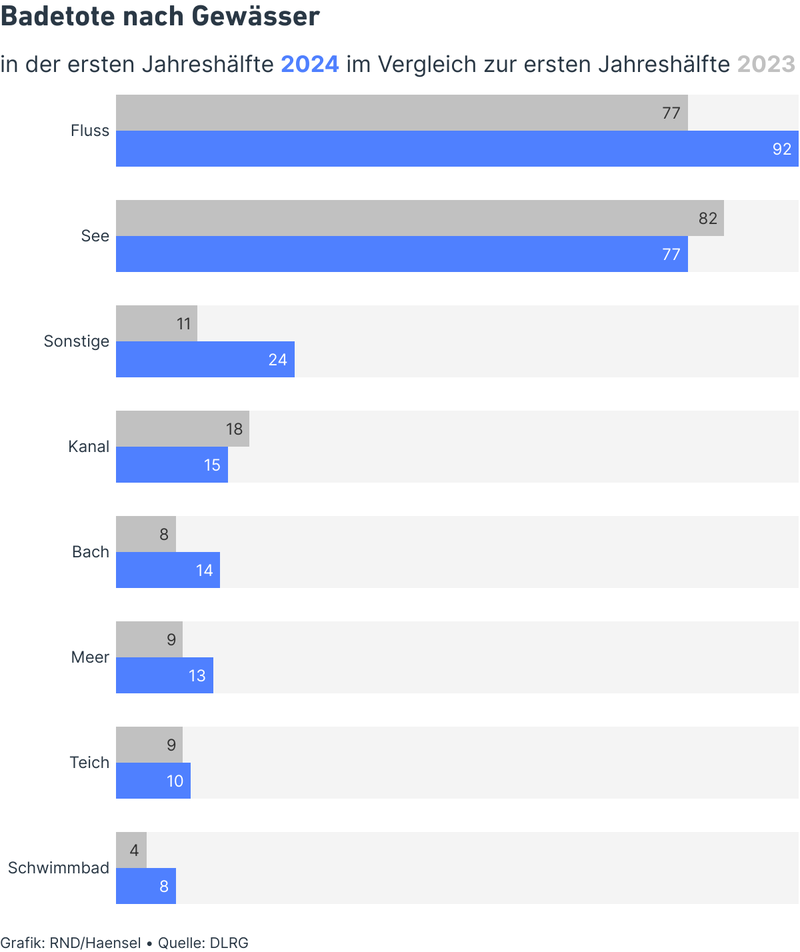 Badetote nach Gewässer
in der ersten Jahreshälfte 2024 im Vergleich zur ersten Jahreshälfte 2023
Fluss
77
92
See
82
77
Sonstige
11
24
Kanal
18
15
Bach
8
14
Meer
9
13
Teich
9
10
Schwimmbad
4
8
Grafik: RND/Haensel • Quelle: DLRG